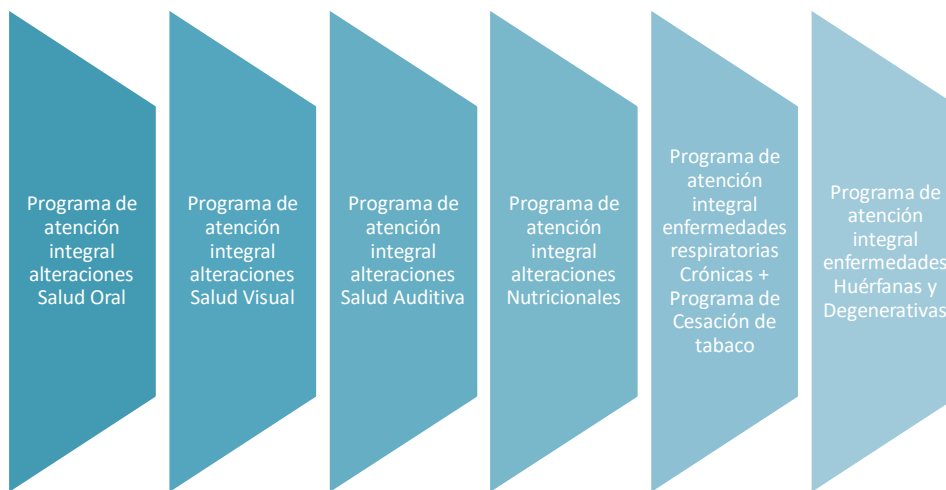 Programa de
atención
integral
alteraciones
Salud Oral
Programa de
atención
integral
alteraciones
Salud Visual
Programa de
atención
integral
alteraciones
Salud Auditiva
Programa de
atención
integral
alteraciones
Nutricionales
Programa de
atención
integral
enfermedades
respiratorias
Crónicas +
Programa de
Cesación de
tabaco
Programa de
atención
integral
enfermedades
Huérfanas y
Degenerativas